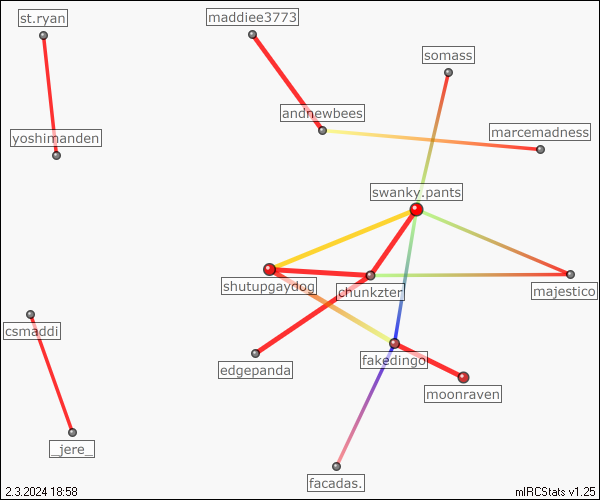 st.ryan
maddiee3773
somass
andnewbees
marcemadness
yoshimanden
swanky.pants
shutupgaydog
chunkzter
majestico
csmaddi
edgepanda
fakedingo
moonraven
_jere_
facadas.
2.3.2024 18:58
mIRCStats v1.25